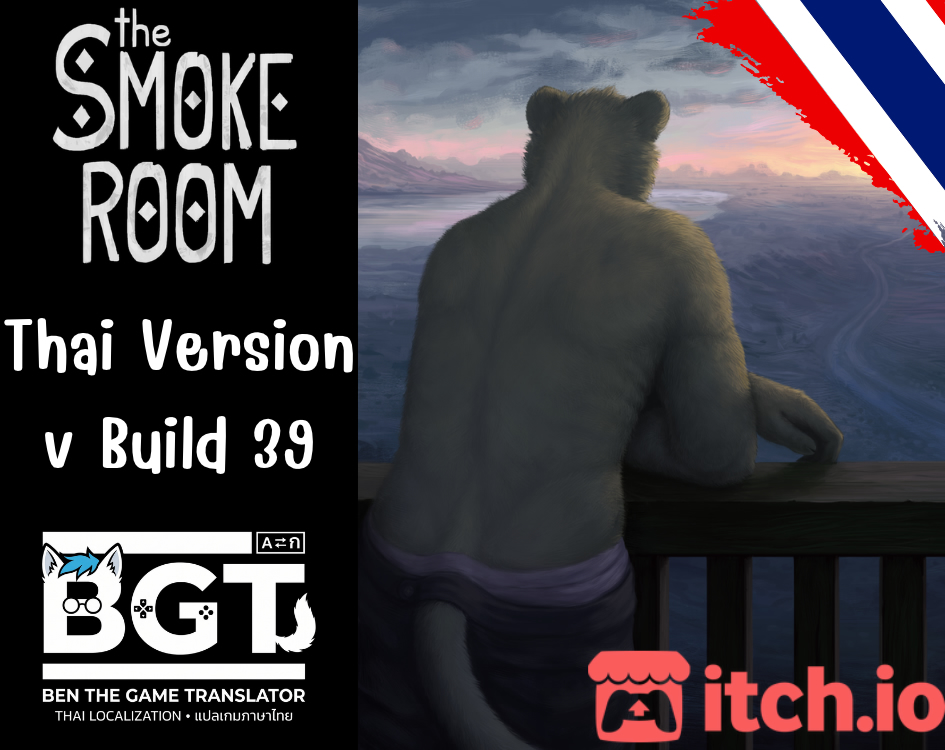 the
SMOKE
ROOM
Thai Version
v Build 39
A⇄ก
BGT
BEN THE GAME TRANSLATOR
THAI LOCALIZATION • แปลเกมภาษาไทย
itch.io